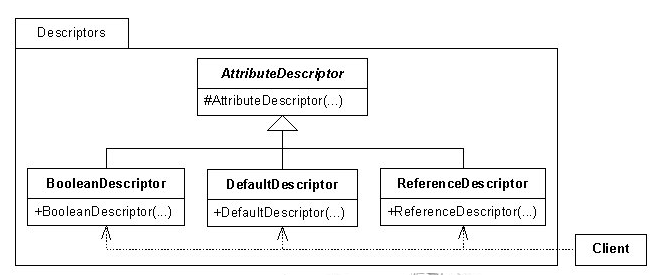 Descriptors
AttributeDescriptor
#AttributeDescriptor(...)
BooleanDescriptor
+BooleanDescriptor(...)
DefaultDescriptor
+DefaultDescriptor(...)
ReferenceDescriptor
+ReferenceDescriptor(...)
Client